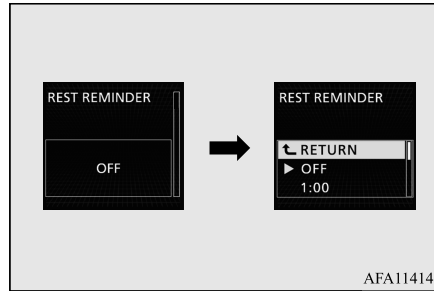 REST REMINDER
OFF
REST REMINDER
RETURN
OFF
1:00
AFA11414